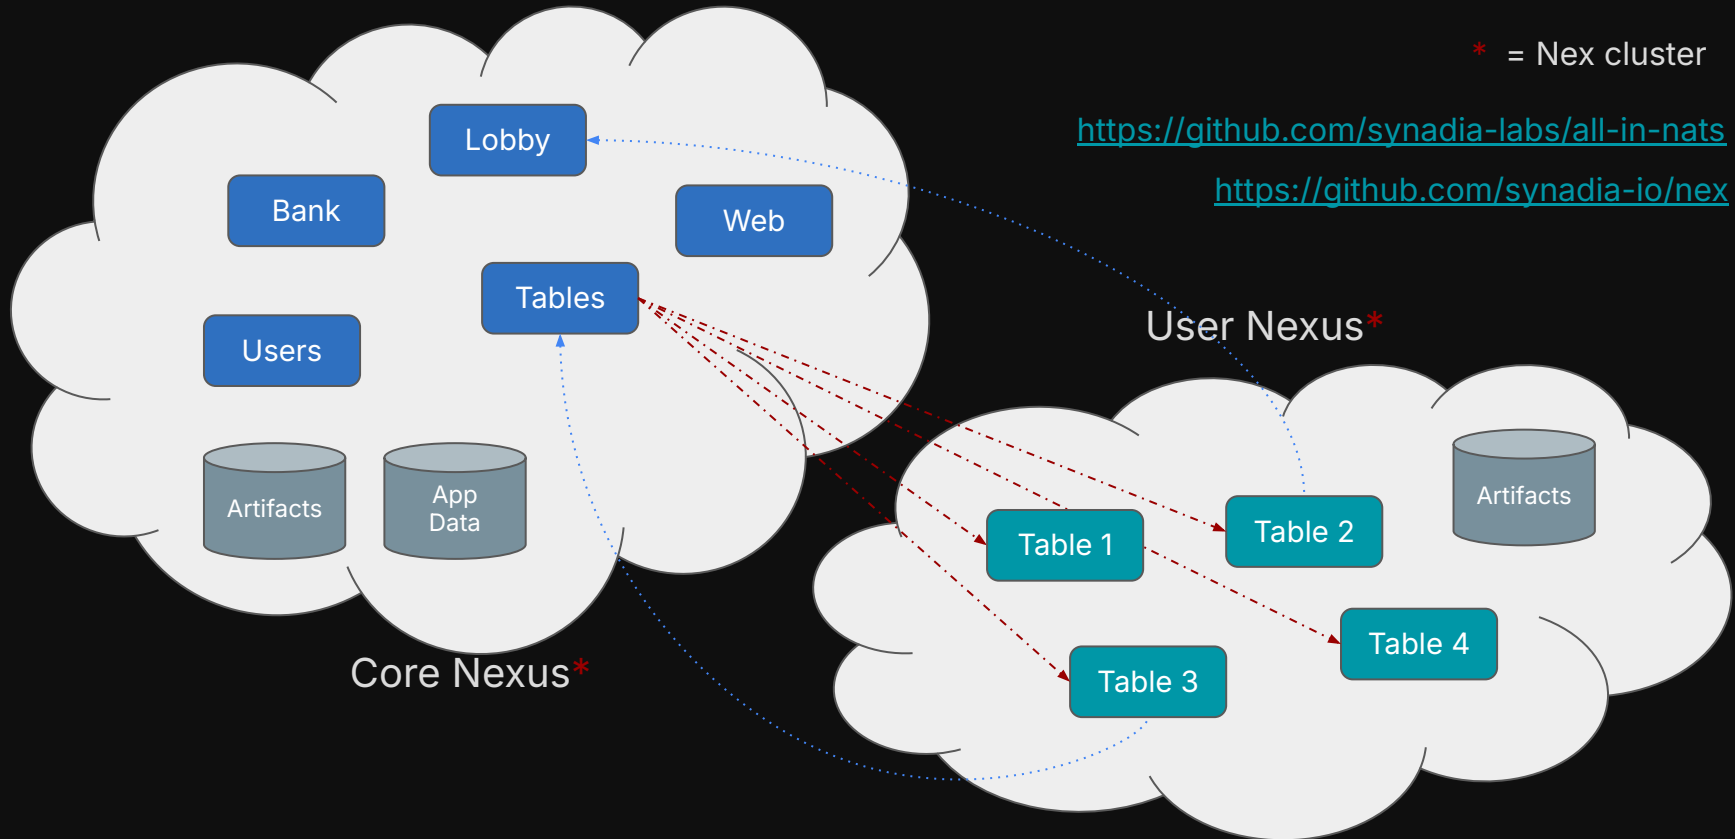 * = Nex cluster
https://github.com/synadia-labs/all-in-nats
https://github.com/synadia-io/nex
Lobby
Bank
Web
Tables
Users
Artifacts
App
Data
Core Nexus*
User Nexus*
Artifacts
Table 1
Table 2
Table 4
Table 3